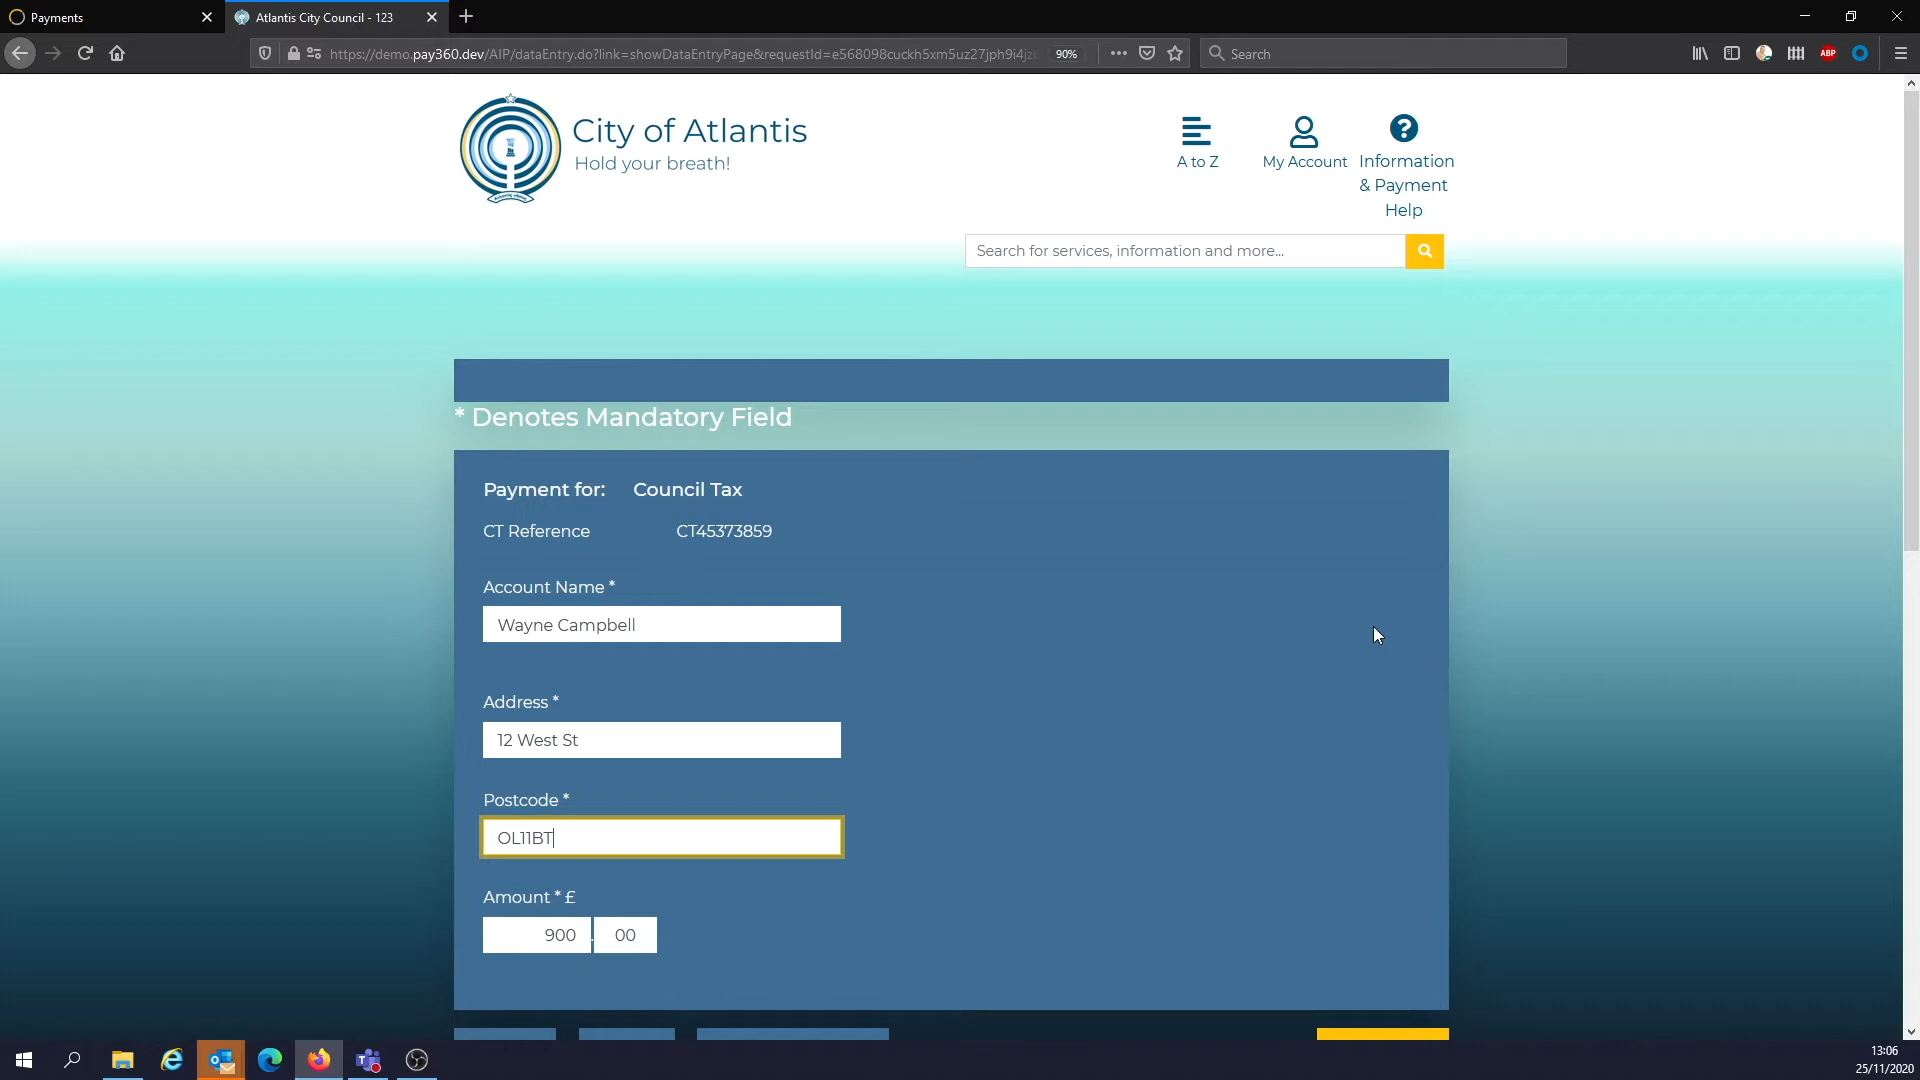 Payments
Atlantis City Council - 123
https://demo.pay360.dev/AIP/dataEntry.do?link=showDataEntryPage&requestId=e568098cuckh5xm5uz27jph9i4jz
90%
Search
ABP
City of Atlantis
Hold your breath!
A to Z
My Account
Information
& Payment
Help
Search for services, information and more...
* Denotes Mandatory Field
Payment for: Council Tax
CT Reference CT45373859
Account Name *
Wayne Campbell
Address *
12 West St
Postcode *
OL11BT
Amount * £
900 . 00
13:06
25/11/2020